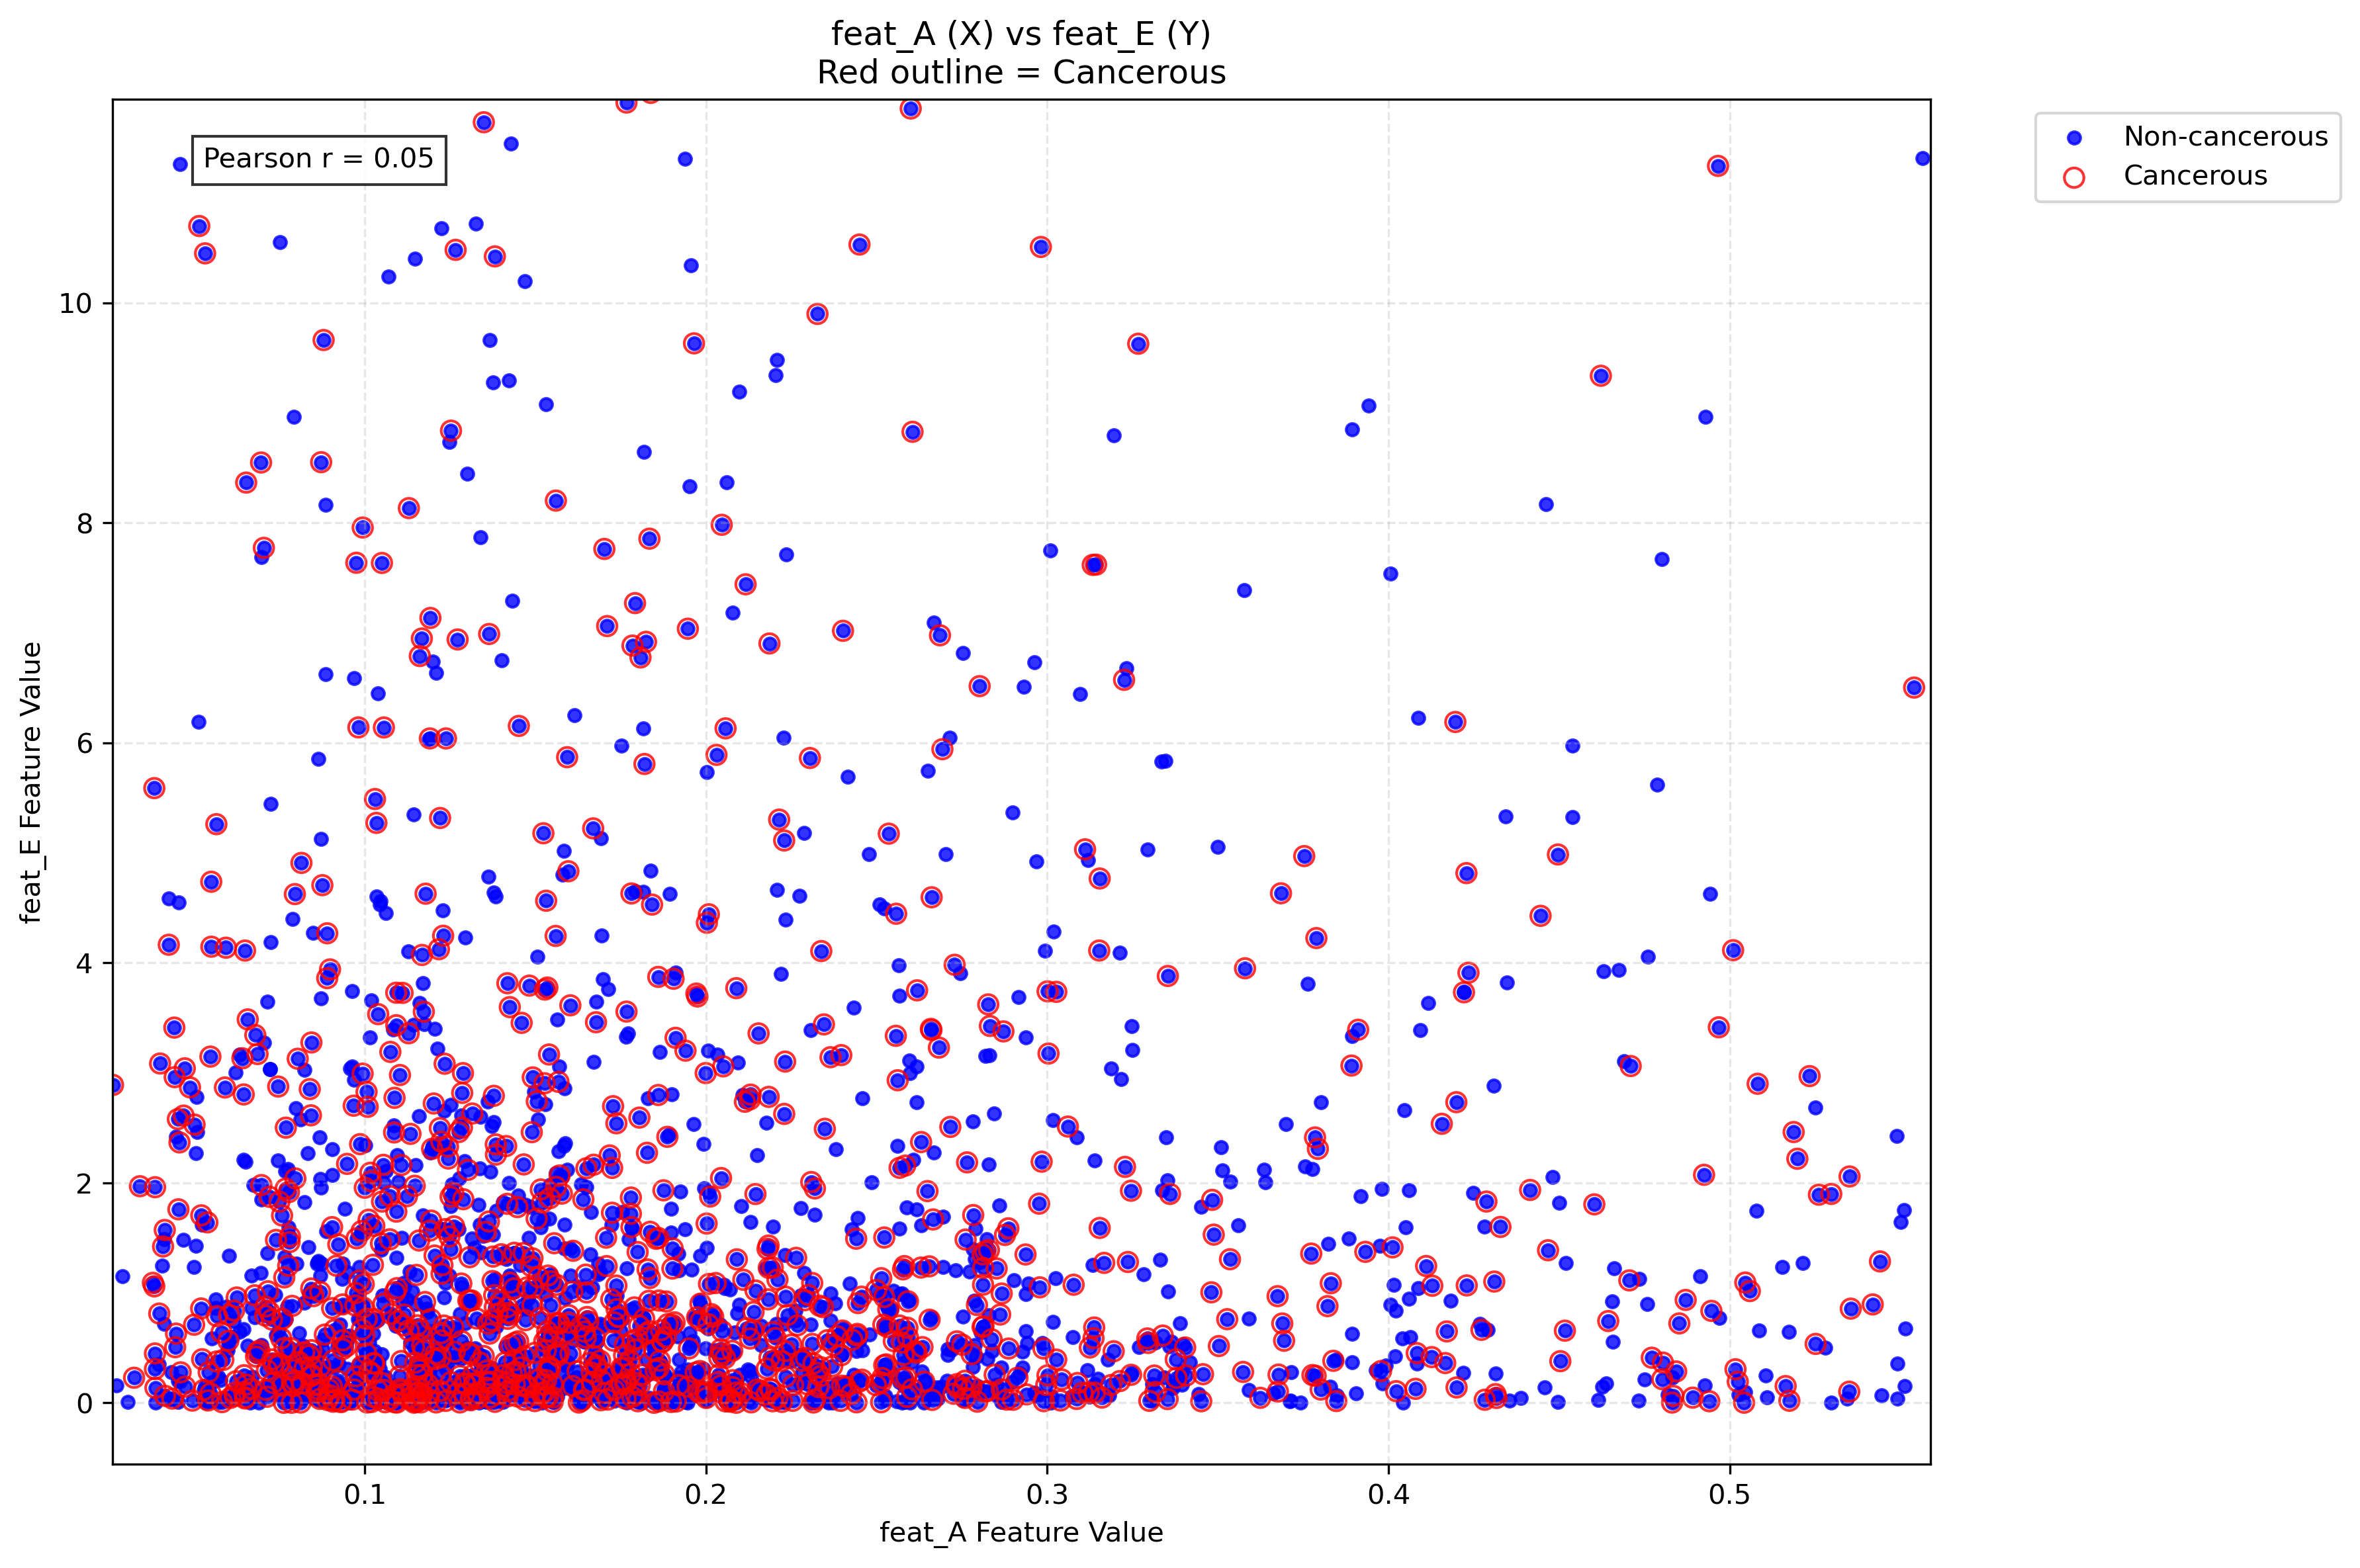 feat_A (X) vs feat_E (Y)
Red outline = Cancerous
Pearson r = 0.05
Non-cancerous
Cancerous
feat_E Feature Value
10
8
6
4
2
0
0.1
0.2
0.3
0.4
0.5
feat_A Feature Value